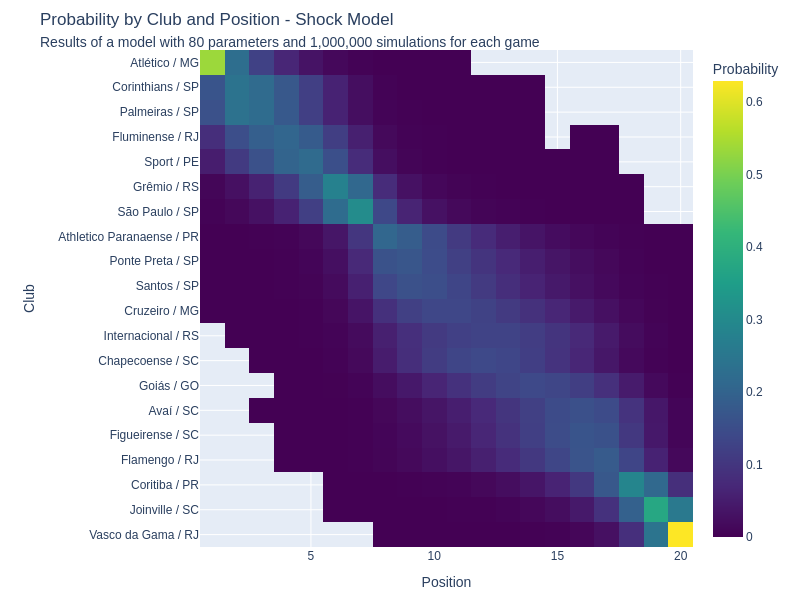 Probability by Club and Position - Shock Model
Results of a model with 80 parameters and 1,000,000 simulations for each game
Probability
Club
Atlético / MG
Corinthians / SP
Palmeiras / SP
Fluminense / RJ
Sport / PE
Grêmio / RS
São Paulo / SP
Athletico Paranaense / PR
Ponte Preta / SP
Santos / SP
Cruzeiro / MG
Internacional / RS
Chapecoense / SC
Goiás / GO
Avaí / SC
Figueirense / SC
Flamengo / RJ
Coritiba / PR
Joinville / SC
Vasco da Gama / RJ
0.6
0.5
0.4
0.3
0.2
0.1
0
5 10 15 20
Position